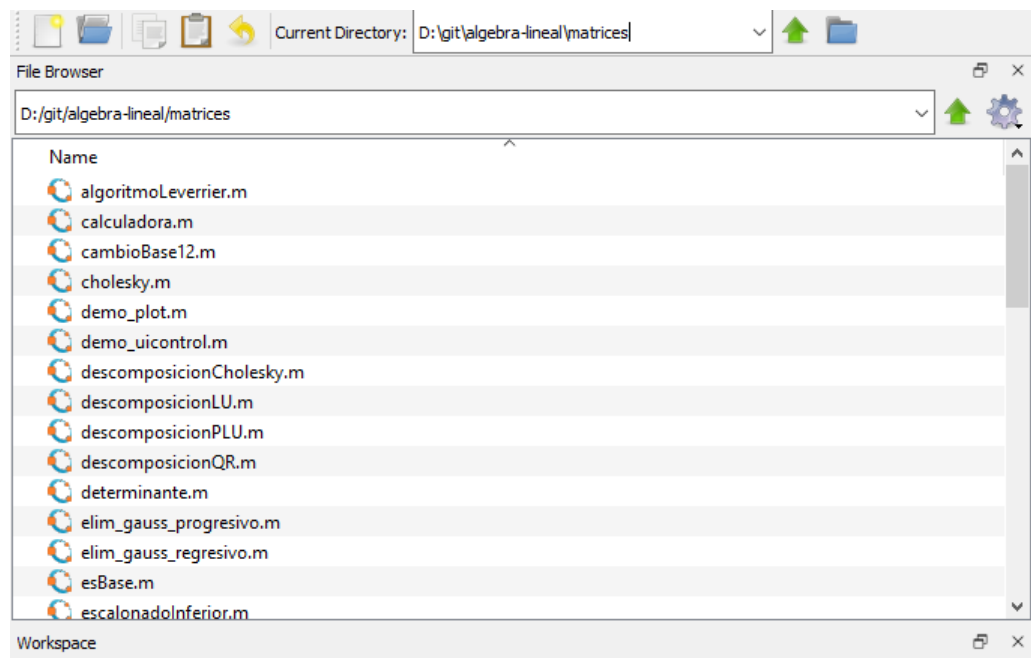 Current Directory: D:\git\algebra-lineal\matrices
File Browser
D:/git/algebra-lineal/matrices
Name
algoritmoLeverrier.m
calculadora.m
cambioBase12.m
cholesky.m
demo_plot.m
demo_uicontrol.m
descomposicionCholesky.m
descomposicionLU.m
descomposicionPLU.m
descomposicionQR.m
determinante.m
elim_gauss_progresivo.m
elim_gauss_regresivo.m
esBase.m
escalonadoInferior.m
Workspace